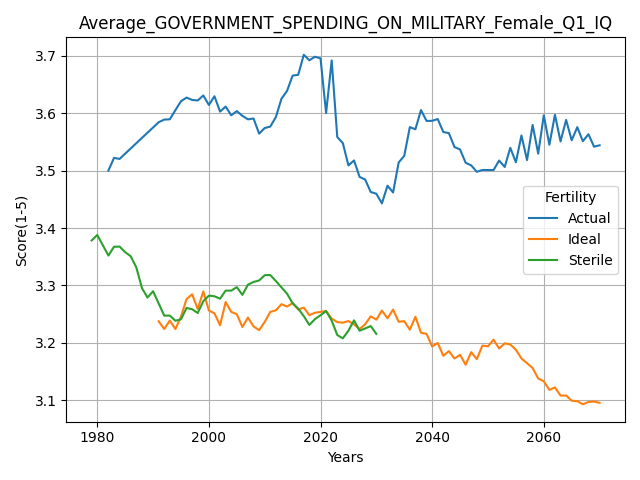 Average_GOVERNMENT_SPENDING_ON_MILITARY_Female_Q1_IQ
Score(1-5)
3.7
3.6
3.5
3.4
3.3
3.2
3.1
Fertility
Actual
Ideal
Sterile
1980 2000 2020 2040 2060
Years